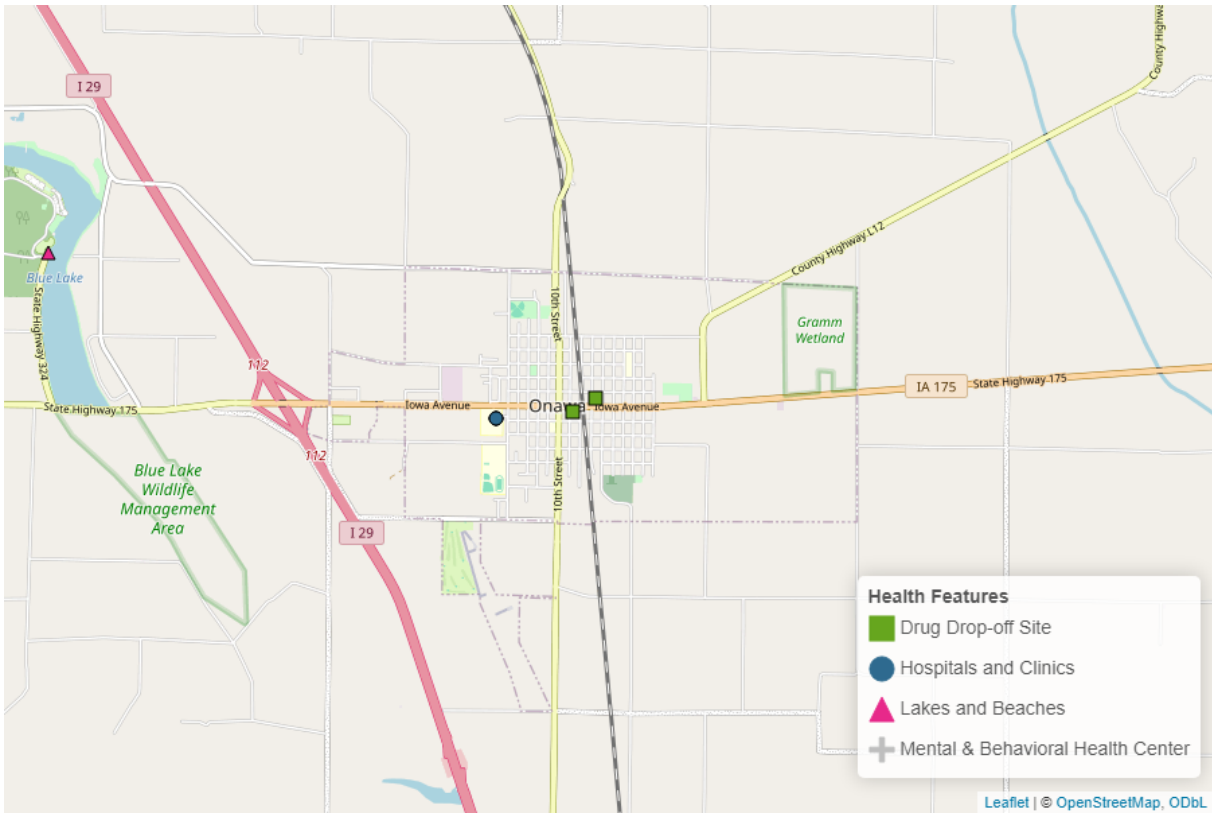 County Highway
I 29
County Highway L12
Blue Lake
10th Street
Gramm
Wetland
State Highway 324
112
IA 175
State Highway 175
State Highway 175
Iowa Avenue
Onawa
Iowa Avenue
112
10th Street
Blue Lake
Wildlife
Management
Area
I 29
Health Features
Drug Drop-off Site
Hospitals and Clinics
Lakes and Beaches
Mental & Behavioral Health Center
Leaflet | © OpenStreetMap, ODbL